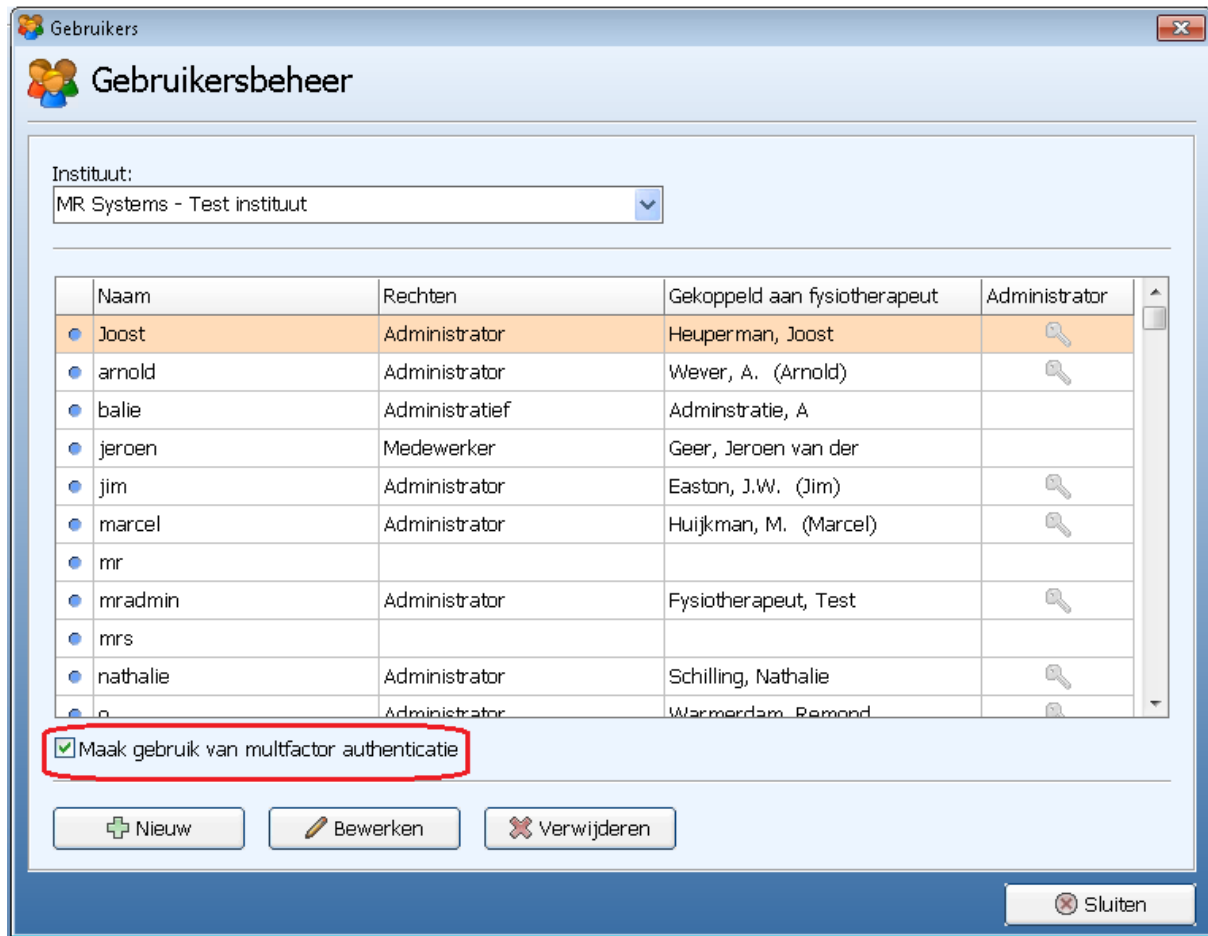 Gebruikers
Gebruikersbeheer
Instituut:
MR Systems - Test instituut
Naam Rechten Gekoppeld aan fysiotherapeut Administrator
Joost Administrator Heuperman, Joost
arnold Administrator Wever, A. (Arnold)
balie Administratief Adminstratie, A
jeroen Medewerker Geer, Jeroen van der
jim Administrator Easton, J.W. (Jim)
marcel Administrator Huijkman, M. (Marcel)
mr
mradmin Administrator Fysiotherapeut, Test
mrs
nathalie Administrator Schilling, Nathalie
Administrator Warmerdam, Remond
Maak gebruik van multfactor authenticatie
Nieuw Bewerken Verwijderen
Sluiten